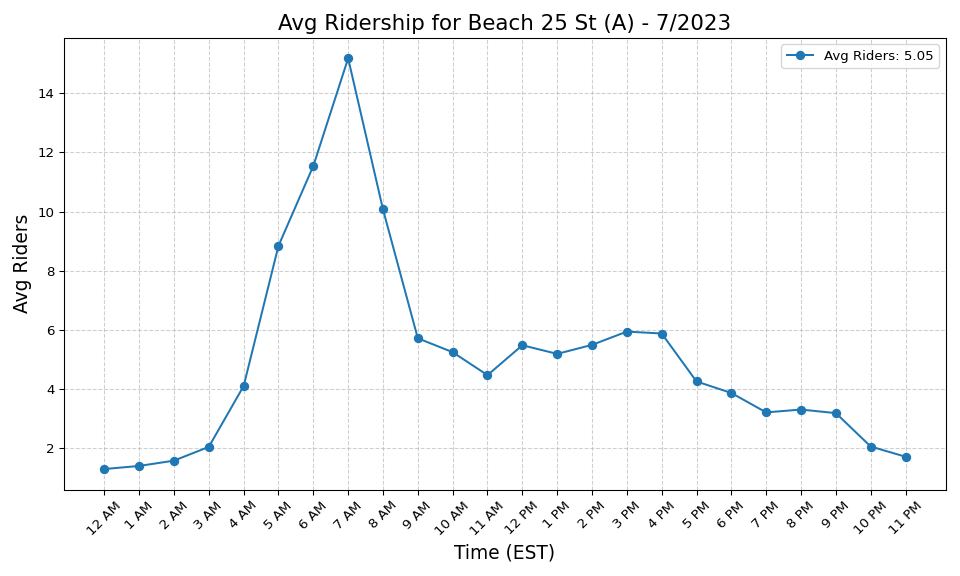 Avg Ridership for Beach 25 St (A) - 7/2023
Avg Riders: 5.05
Avg Riders
14
12
10
8
6
4
2
12 AM
1 AM
2 AM
3 AM
4 AM
5 AM
6 AM
7 AM
8 AM
9 AM
10 AM
11 AM
12 PM
1 PM
2 PM
3 PM
4 PM
5 PM
6 PM
7 PM
8 PM
9 PM
10 PM
11 PM
Time (EST)